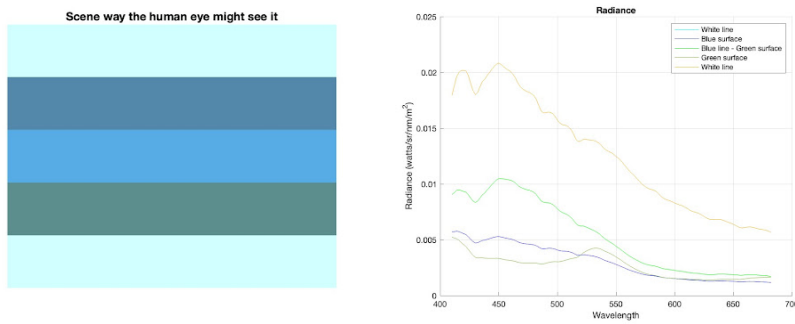 Scene way the human eye might see it
Radiance
0.025
0.02
0.015
0.01
0.005
0
Radiance (watts/sr/nm/m²)
400
450
500
550
600
650
700
Wavelength
White line
Blue surface
Blue line - Green surface
Green surface
White line